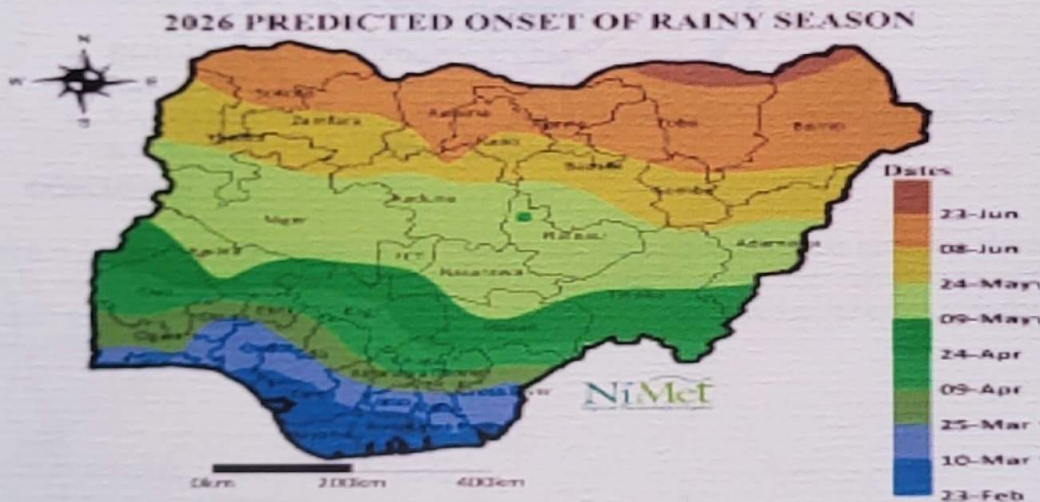 2026 PREDICTED ONSET OF RAINY SEASON
N
W
E
S
Sokoto
Zamfara
Katsina
Kano
Yobe
Borno
Bauchi
Gombe
Kaduna
Niger
Plateau
Adamawa
Kwara
FCT
Nasarawa
Taraba
Ogun
NiMet
Dates
23-Jun
08-Jun
24-May
09-May
24-Apr
09-Apr
25-Mar
10-Mar
23-Feb
0km 200km 400km